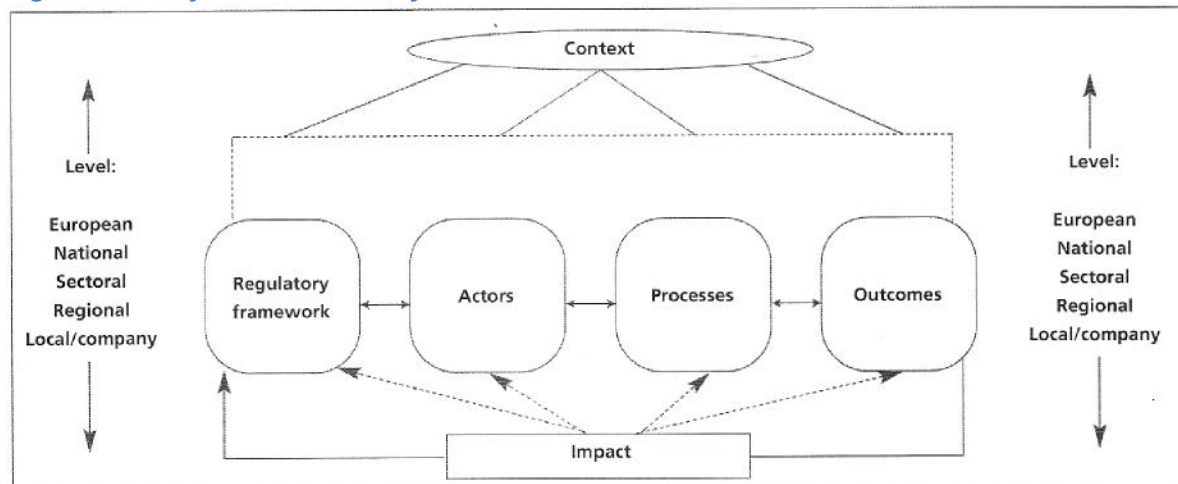 Context
Level:
European
National
Sectoral
Regional
Local/company
Regulatory
framework
Actors
Processes
Outcomes
Level:
European
National
Sectoral
Regional
Local/company
Impact